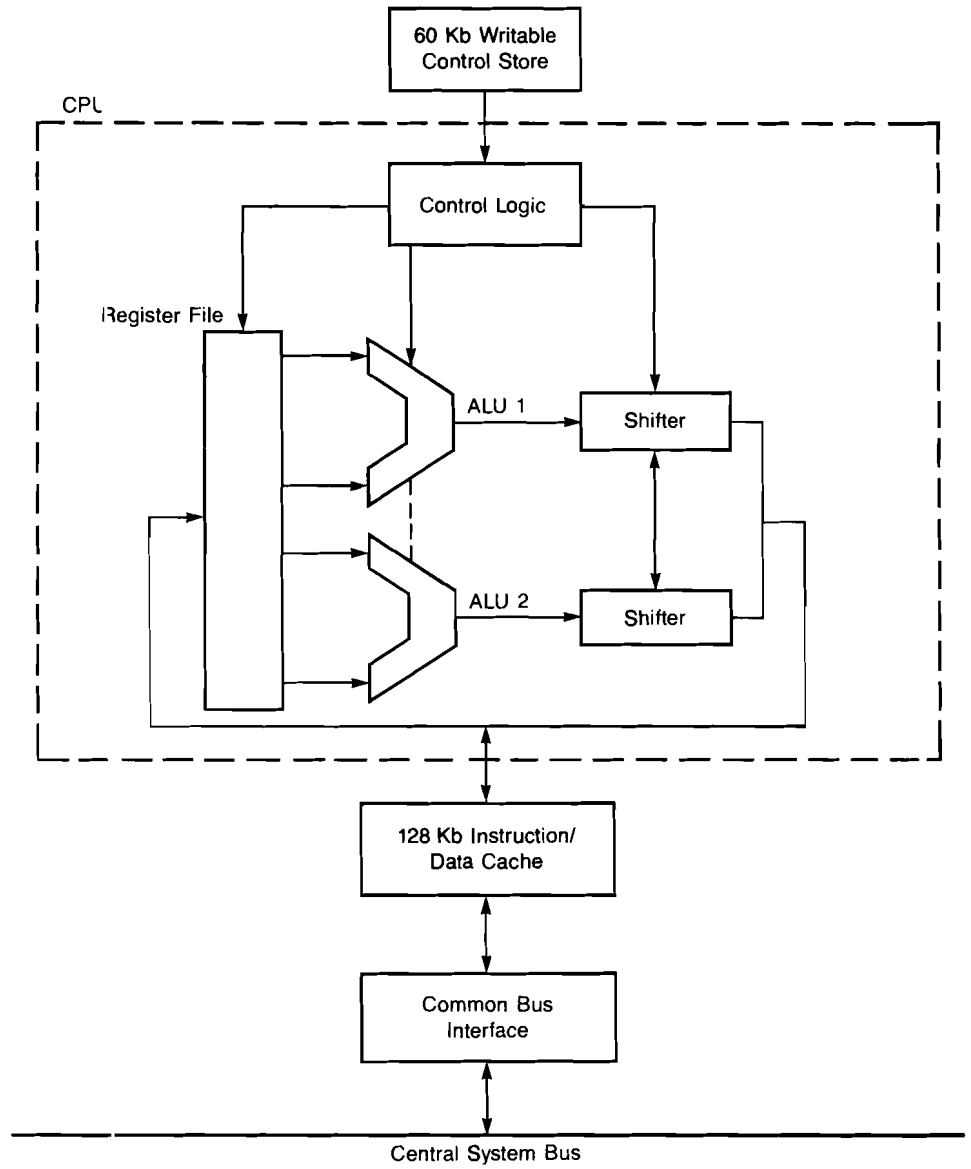 60 Kb Writable
Control Store
CPU
Control Logic
Register File
ALU 1
Shifter
ALU 2
Shifter
128 Kb Instruction/
Data Cache
Common Bus
Interface
Central System Bus